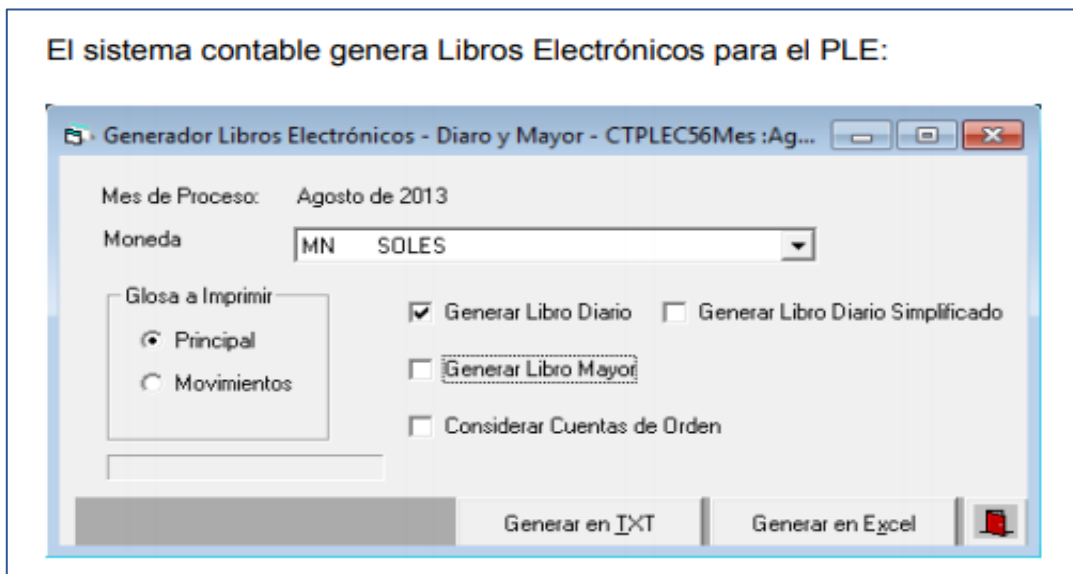 El sistema contable genera Libros Electrónicos para el PLE:
Generador Libros Electrónicos - Diaro y Mayor - CTPLEC56Mes :Ag...
Mes de Proceso: Agosto de 2013
Moneda MN SOLES
Glosa a Imprimir
Principal
Movimientos
Generar Libro Diario Generar Libro Diario Simplificado
Generar Libro Mayor
Considerar Cuentas de Orden
Generar en TXT Generar en Excel